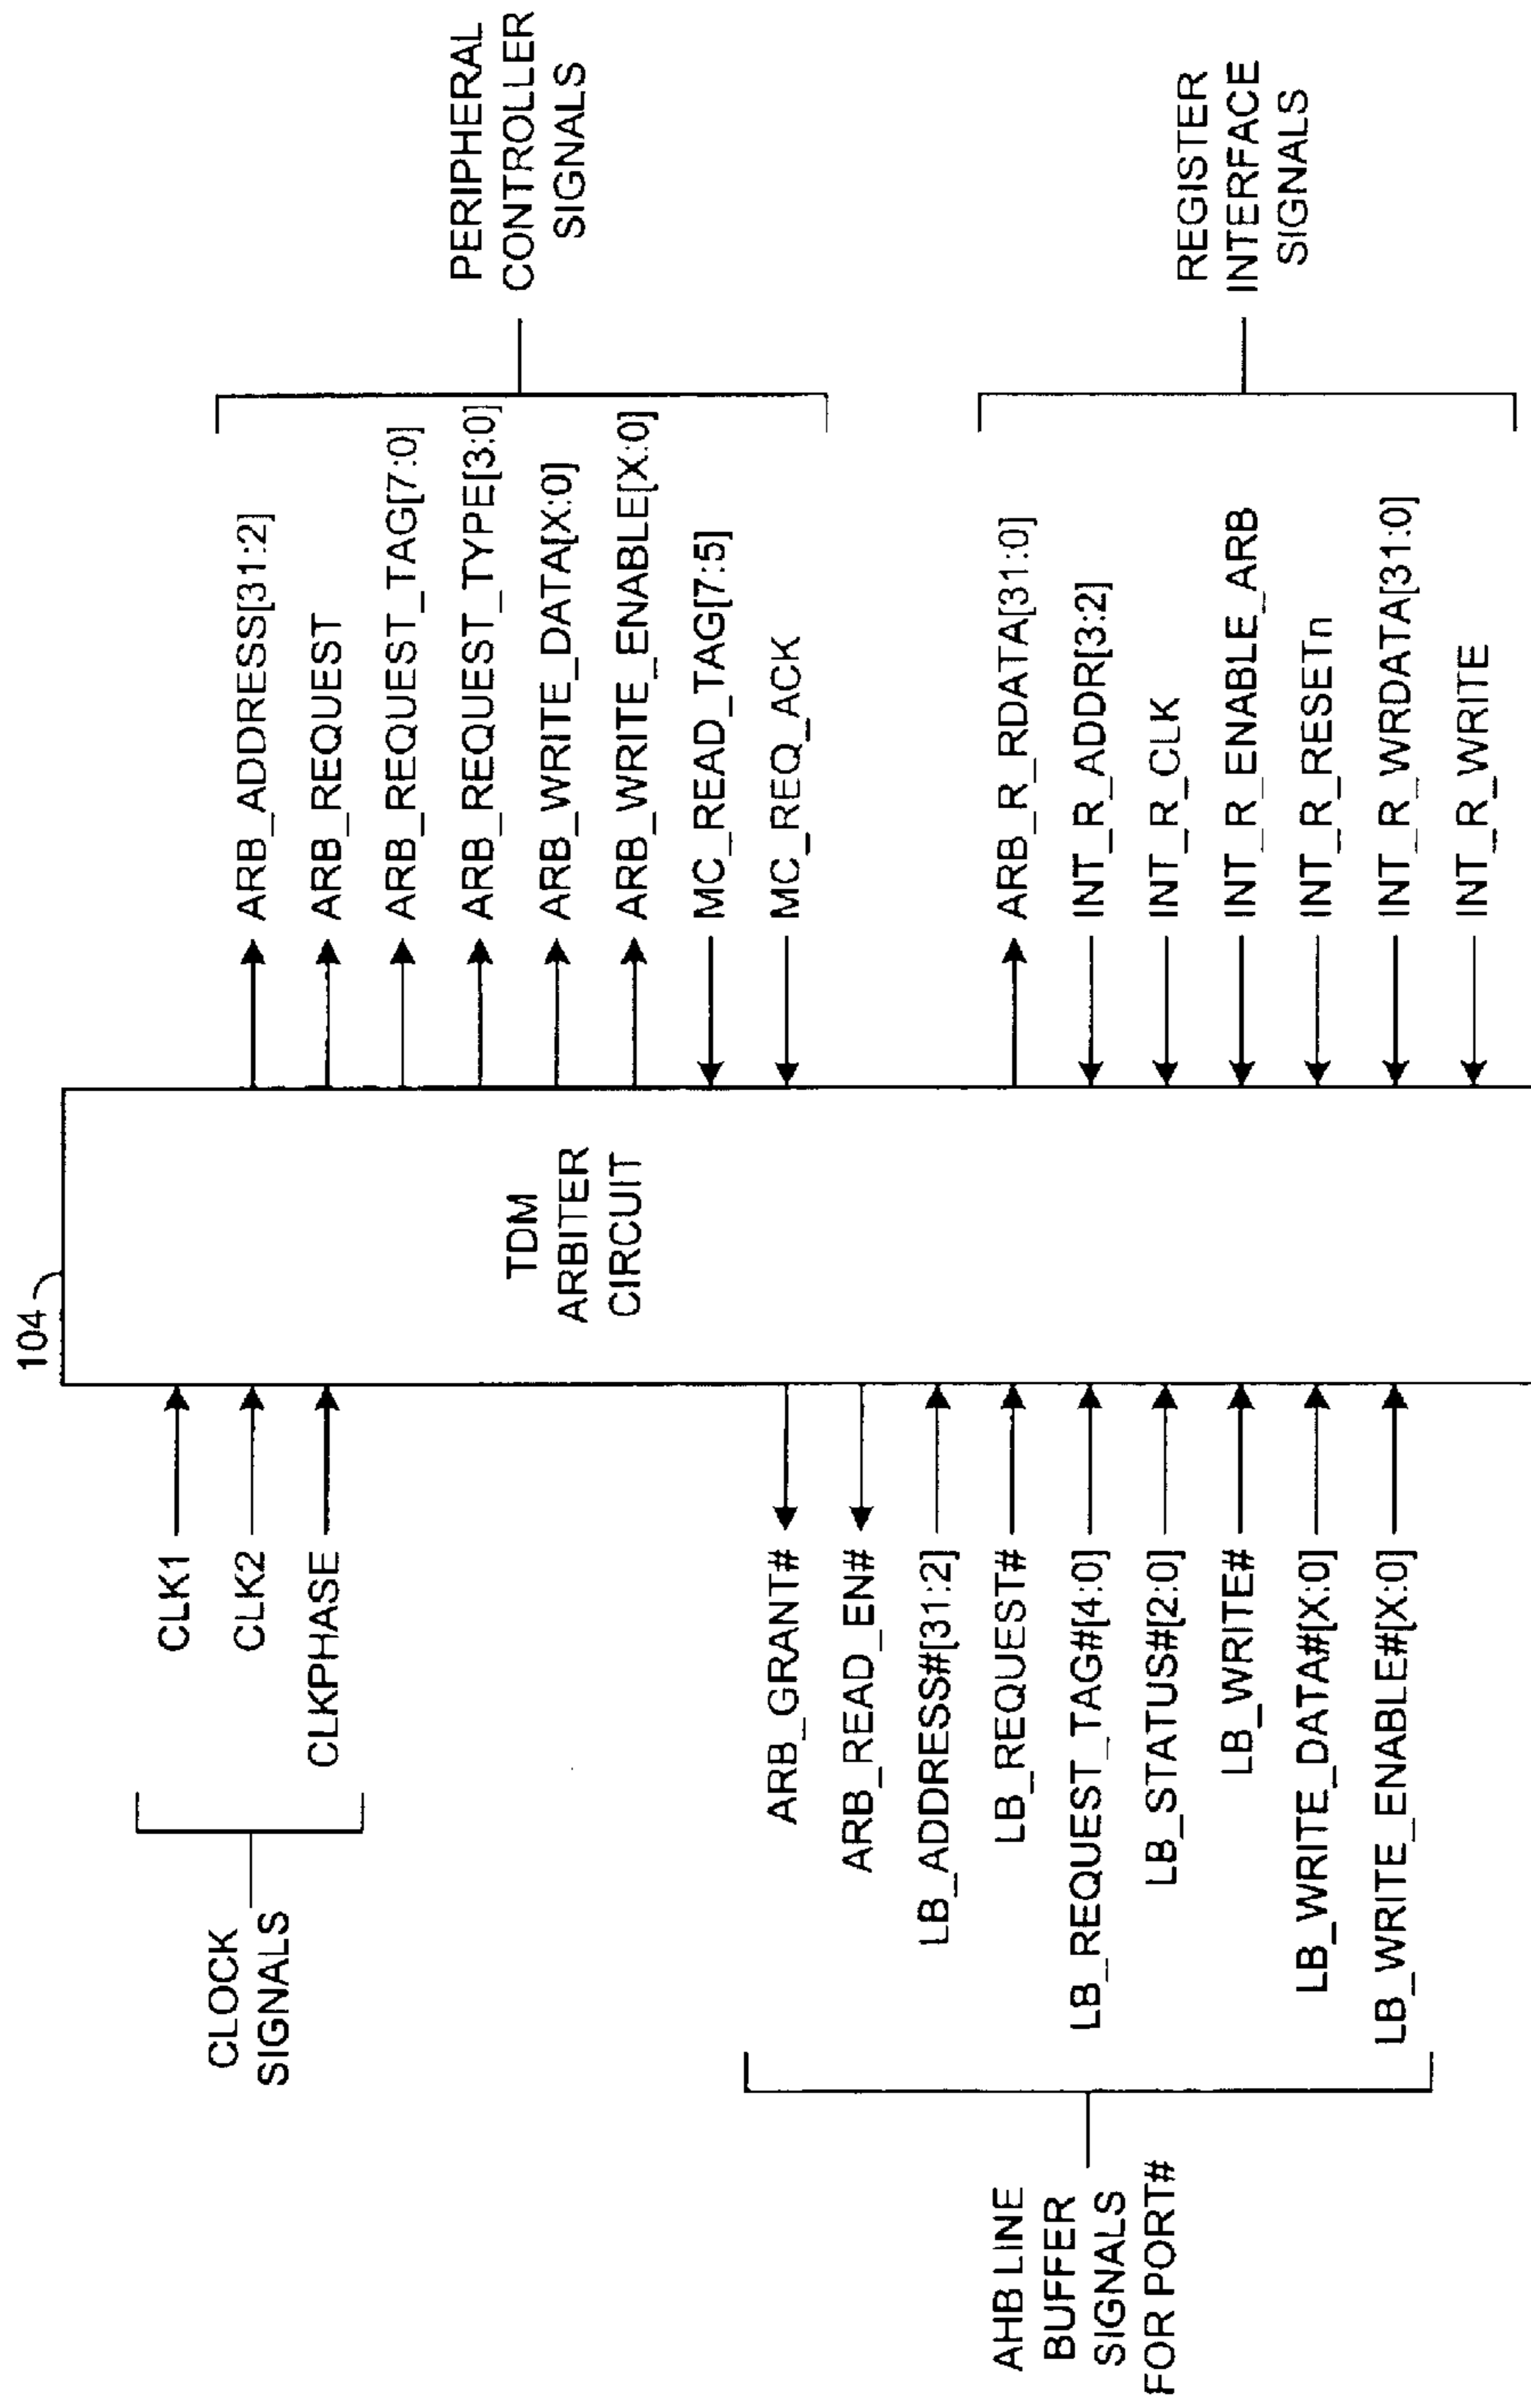 104
TDM
ARBITER
CIRCUIT
CLOCK
SIGNALS
CLK1
CLK2
CLKPHASE
AHB LINE
BUFFER
SIGNALS
FOR PORT#
ARB_GRANT#
ARB_READ_EN#
LB_ADDRESS#[31:2]
LB_REQUEST#
LB_REQUEST_TAG#[4:0]
LB_STATUS#[2:0]
LB_WRITE#
LB_WRITE_DATA#[X:0]
LB_WRITE_ENABLE#[X:0]
ARB_ADDRESS[31:2]
ARB_REQUEST
ARB_REQUEST_TAG[7:0]
ARB_REQUEST_TYPE[3:0]
ARB_WRITE_DATA[X:0]
ARB_WRITE_ENABLE[X:0]
MC_READ_TAG[7:5]
MC_REQ_ACK
PERIPHERAL
CONTROLLER
SIGNALS
ARB_R_RDATA[31:0]
INT_R_ADDR[3:2]
INT_R_CLK
INT_R_ENABLE_ARB
INT_R_RESETn
INT_R_WRDATA[31:0]
INT_R_WRITE
REGISTER
INTERFACE
SIGNALS